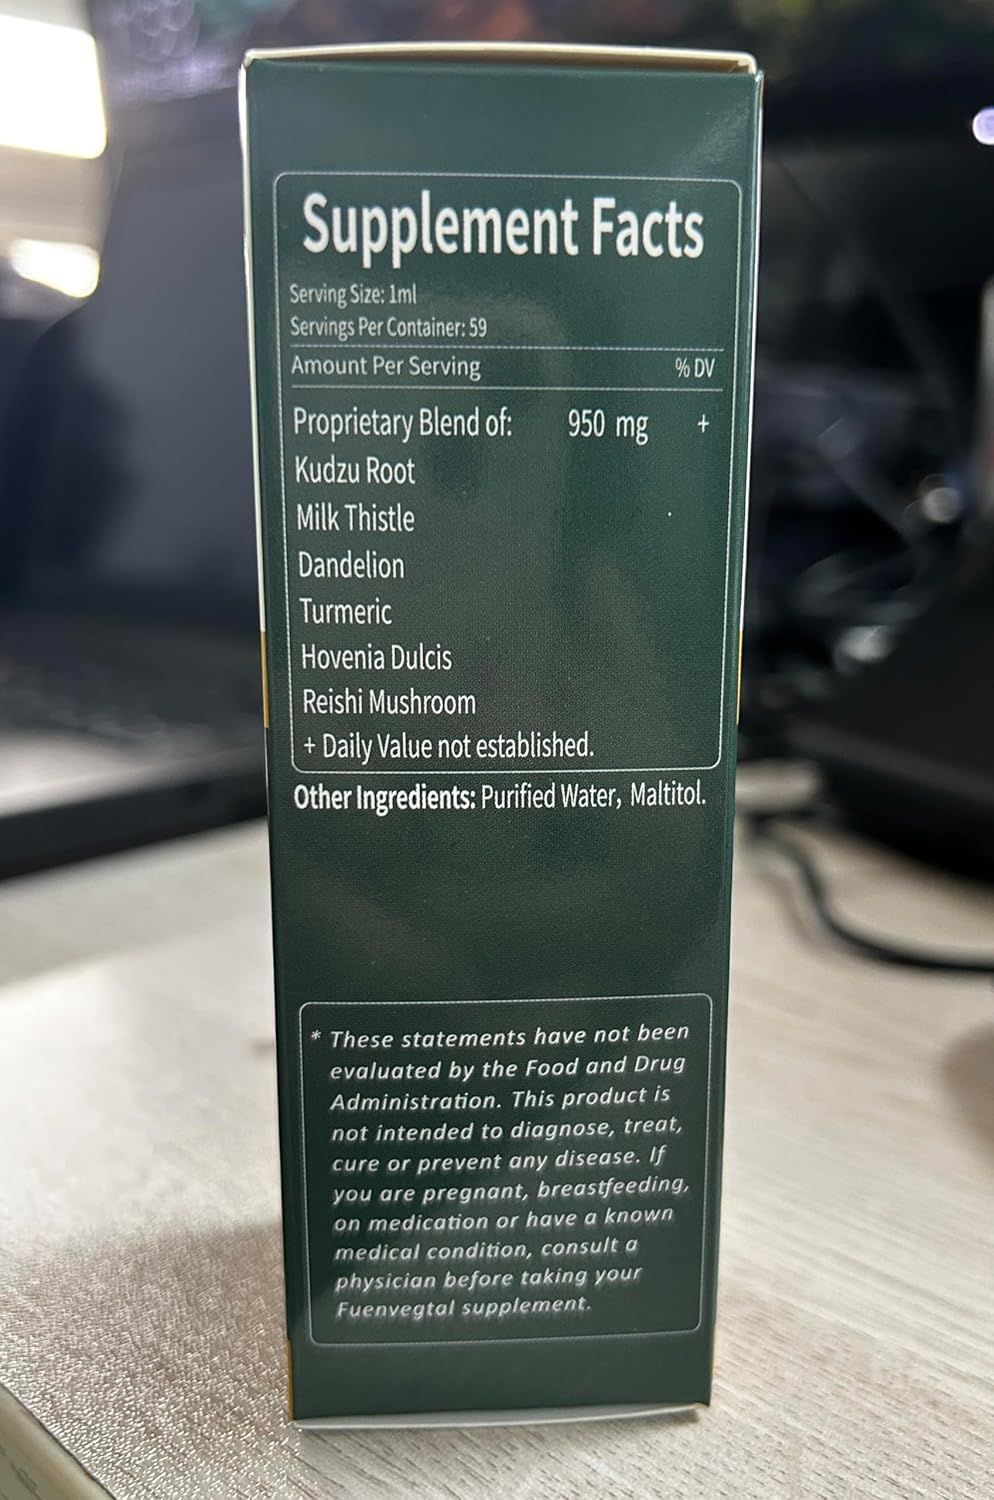 Supplement Facts
Serving Size: 1ml
Servings Per Container: 59
Amount Per Serving % DV
Proprietary Blend of: 950 mg +
Kudzu Root
Milk Thistle
Dandelion
Turmeric
Hovenia Dulcis
Reishi Mushroom
+ Daily Value not established.
Other Ingredients: Purified Water, Maltitol.
* These statements have not been
evaluated by the Food and Drug
Administration. This product is
not intended to diagnose, treat,
cure or prevent any disease. If
you are pregnant, breastfeeding,
on medication or have a known
medical condition, consult a
physician before taking your
Fuenvegtal supplement.